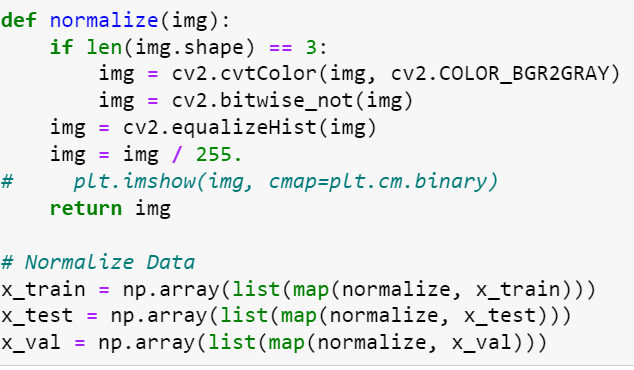 def normalize(img):
    if len(img.shape) == 3:
        img = cv2.cvtColor(img, cv2.COLOR_BGR2GRAY)
        img = cv2.bitwise_not(img)
    img = cv2.equalizeHist(img)
    img = img / 255.
#     plt.imshow(img, cmap=plt.cm.binary)
    return img

# Normalize Data
x_train = np.array(list(map(normalize, x_train)))
x_test = np.array(list(map(normalize, x_test)))
x_val = np.array(list(map(normalize, x_val)))